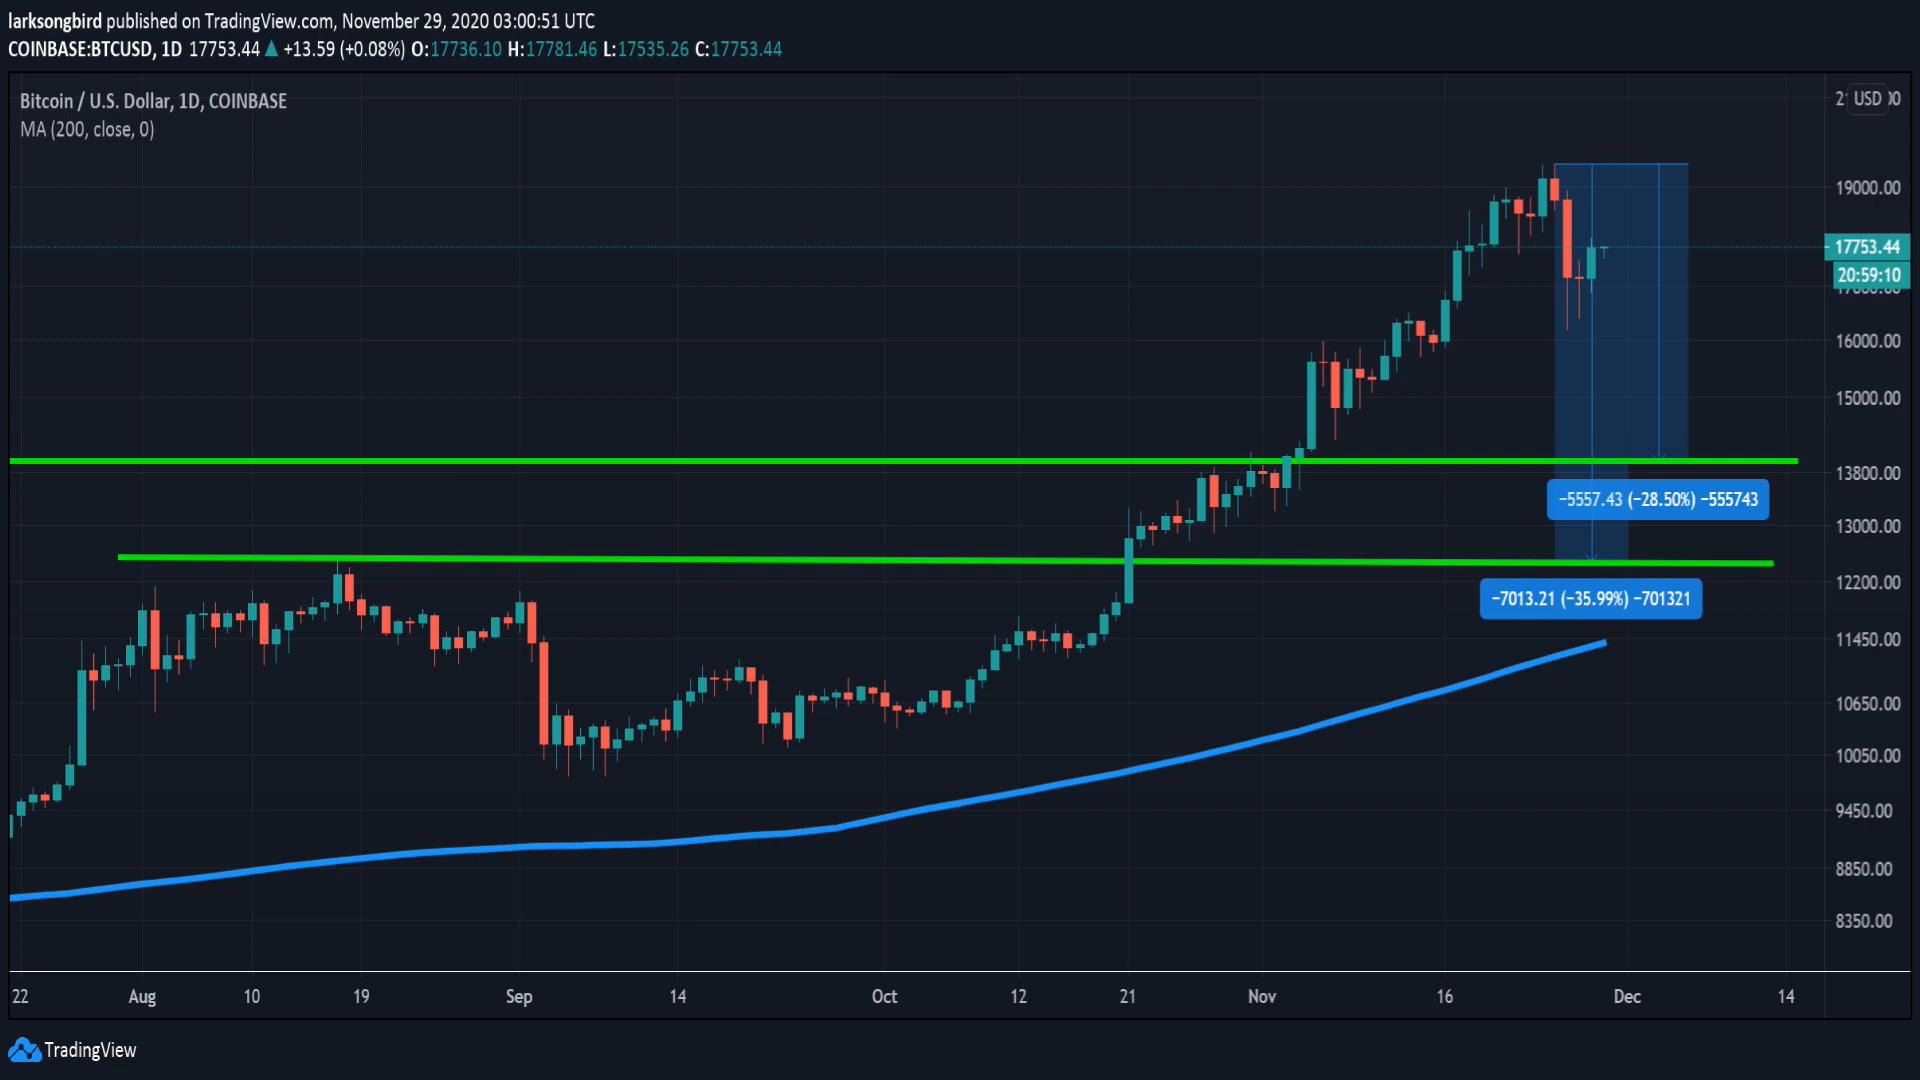 larksongbird published on TradingView.com, November 29, 2020 03:00:51 UTC
COINBASE:BTCUSD, 1D 17753.44 ▲ +13.59 (+0.08%) O:17736.10 H:17781.46 L:17535.26 C:17753.44
Bitcoin / U.S. Dollar, 1D, COINBASE
MA (200, close, 0)
USD
19000.00
17753.44
20:59:10
16000.00
15000.00
13800.00
−5557.43 (−28.50%) −555743
13000.00
12200.00
−7013.21 (−35.99%) −701321
11450.00
10650.00
10050.00
9450.00
8850.00
8350.00
22 Aug 10 19 Sep 14 Oct 12 21 Nov 16 Dec 14
TradingView